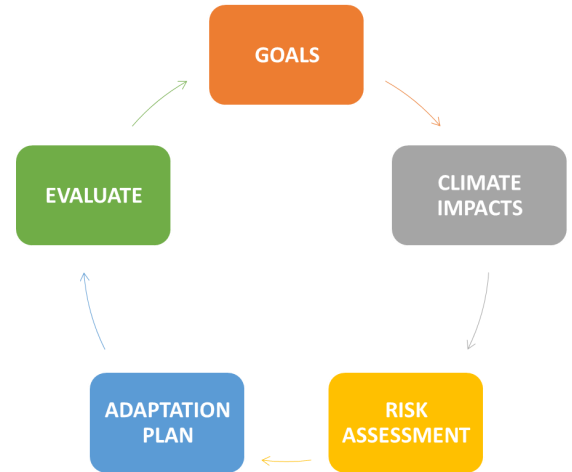 GOALS
CLIMATE
IMPACTS
RISK
ASSESSMENT
ADAPTATION
PLAN
EVALUATE